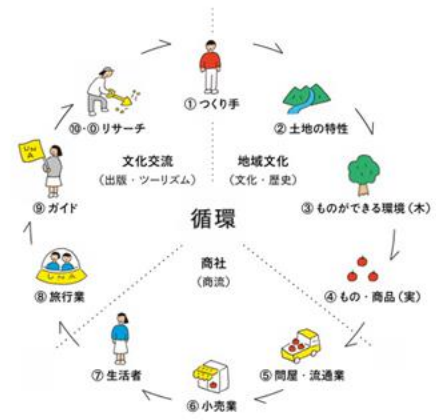 ①つくり手
②土地の特性
③ものができる環境(木)
④もの・商品(実)
⑤問屋・流通業
⑥小売業
⑦生活者
⑧旅行業
⑨ガイド
⑩・⓪リサーチ
文化交流
(出版・ツーリズム)
地域文化
(文化・歴史)
循環
商社
(商流)
UNA
UNA